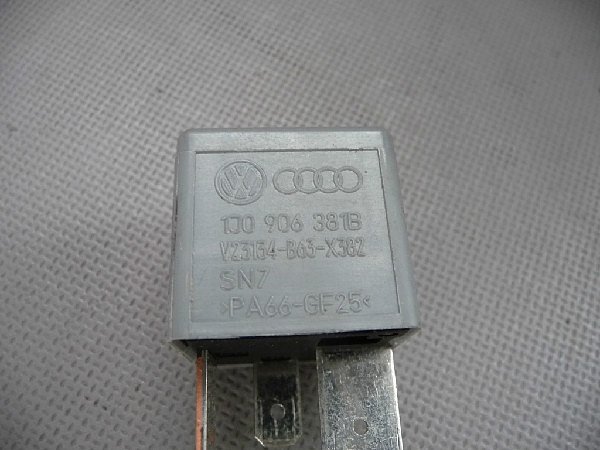 1J0 906 381B
V23134-B63-X382
SN7
>PA66-GF25<